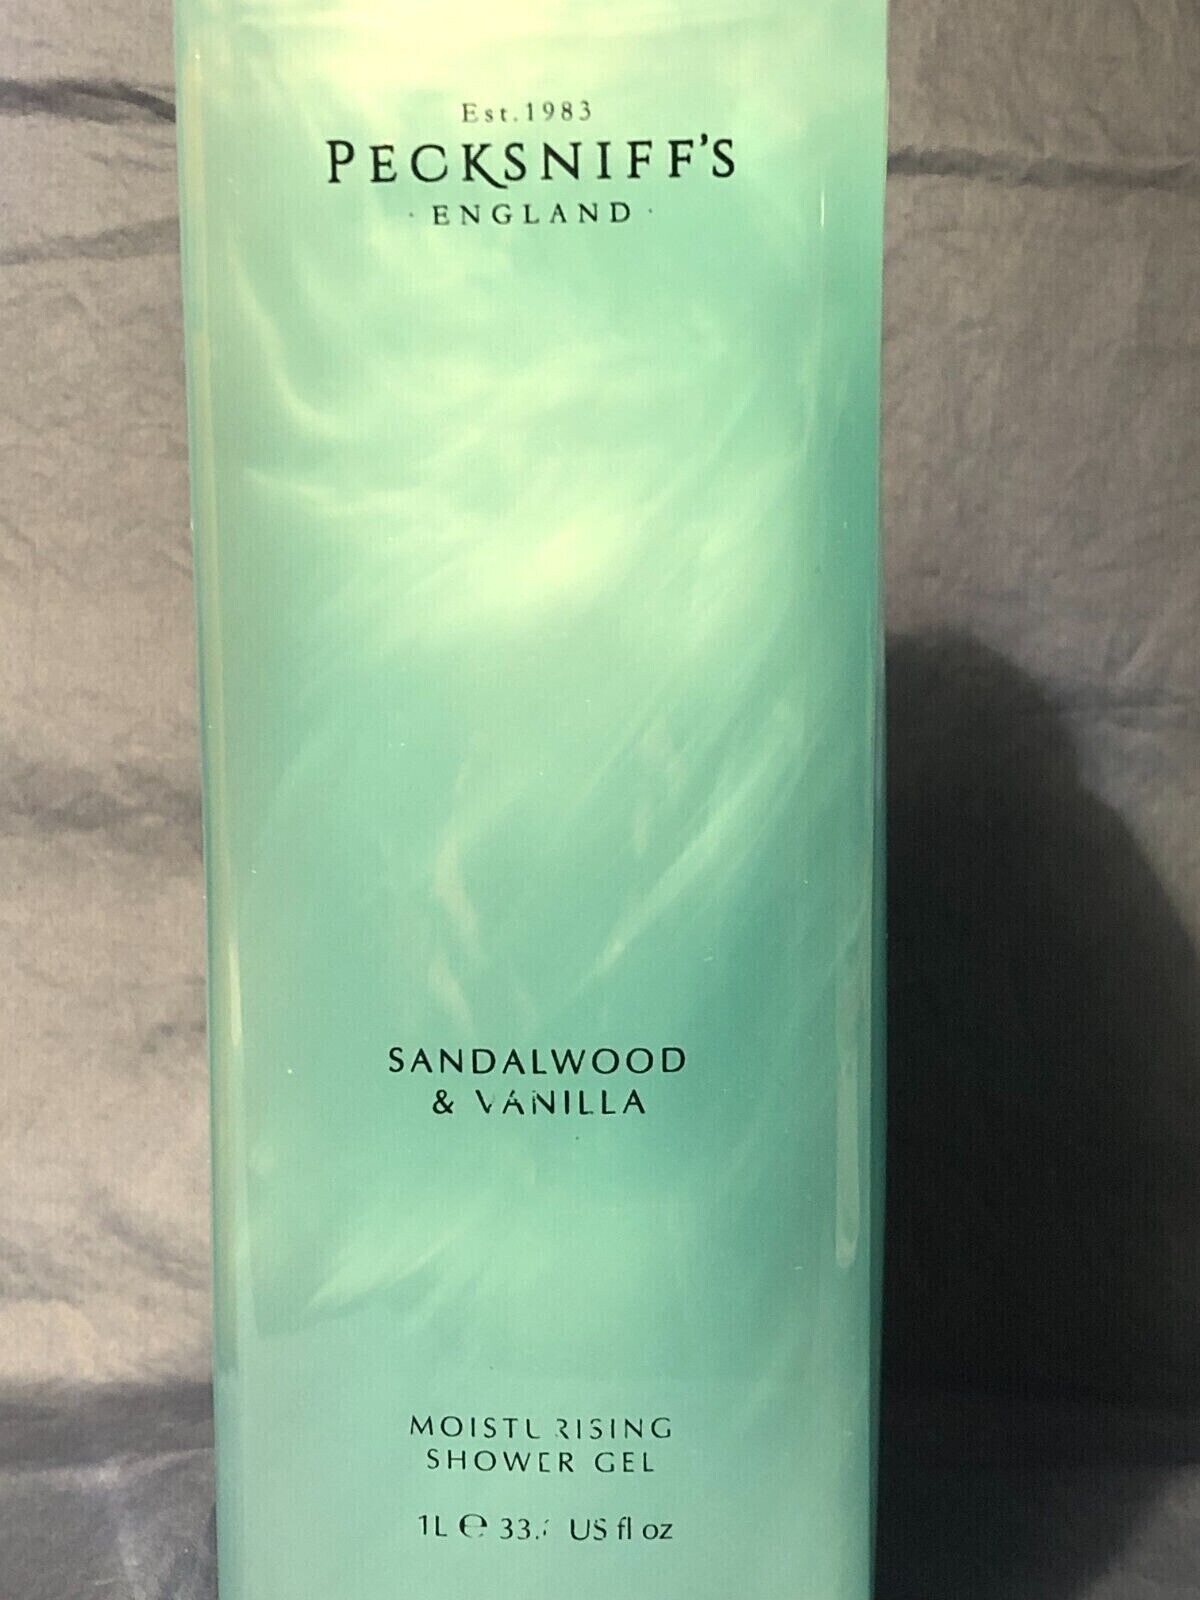 Est.1983
PECKSNIFF'S
· ENGLAND ·
SANDALWOOD
& VANILLA
MOISTURISING
SHOWER GEL
1L ℮ US fl oz